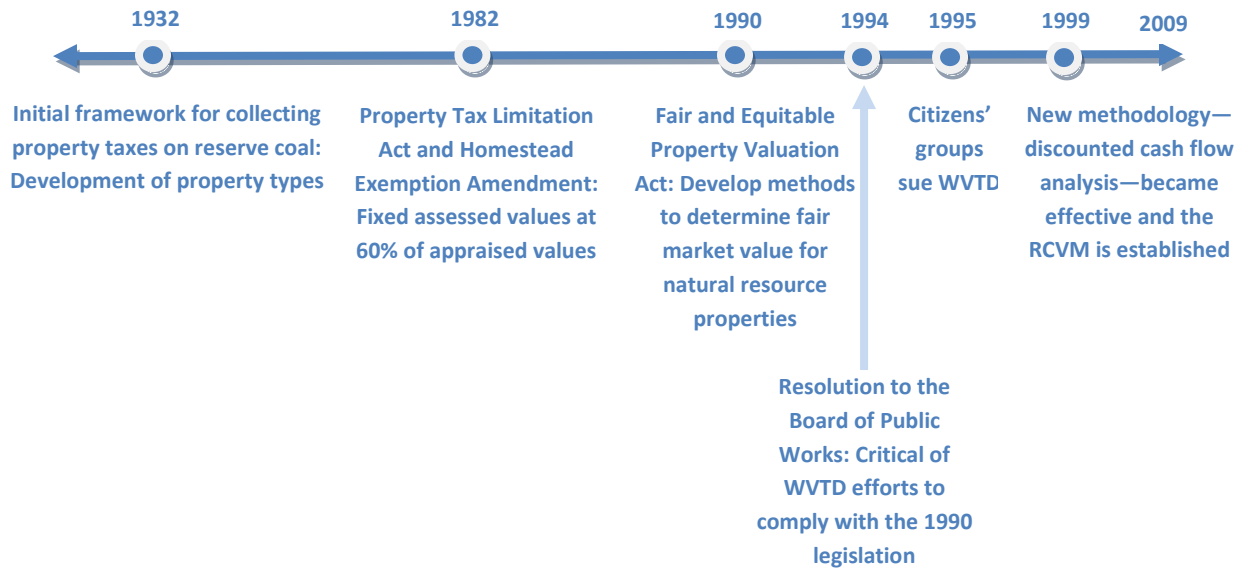 1932
1982
1990
1994
1995
1999
2009
Initial framework for collecting
property taxes on reserve coal:
Development of property types
Property Tax Limitation
Act and Homestead
Exemption Amendment:
Fixed assessed values at
60% of appraised values
Fair and Equitable
Property Valuation
Act: Develop methods
to determine fair
market value for
natural resource
properties
Resolution to the
Board of Public
Works: Critical of
WVTD efforts to
comply with the 1990
legislation
Citizens’
groups
sue WVTD
New methodology—
discounted cash flow
analysis—became
effective and the
RCVM is established